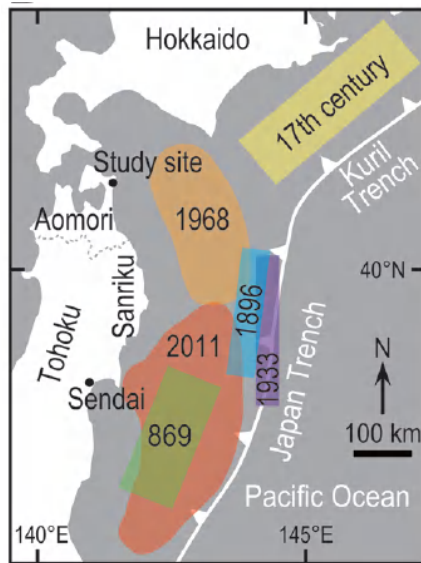 Hokkaido
17th century
Study site
Kuril
Trench
Aomori
1968
40°N
Sanriku
1896
Tohoku
2011
1933
N
Sendai
Japan Trench
869
100 km
Pacific Ocean
140°E
145°E